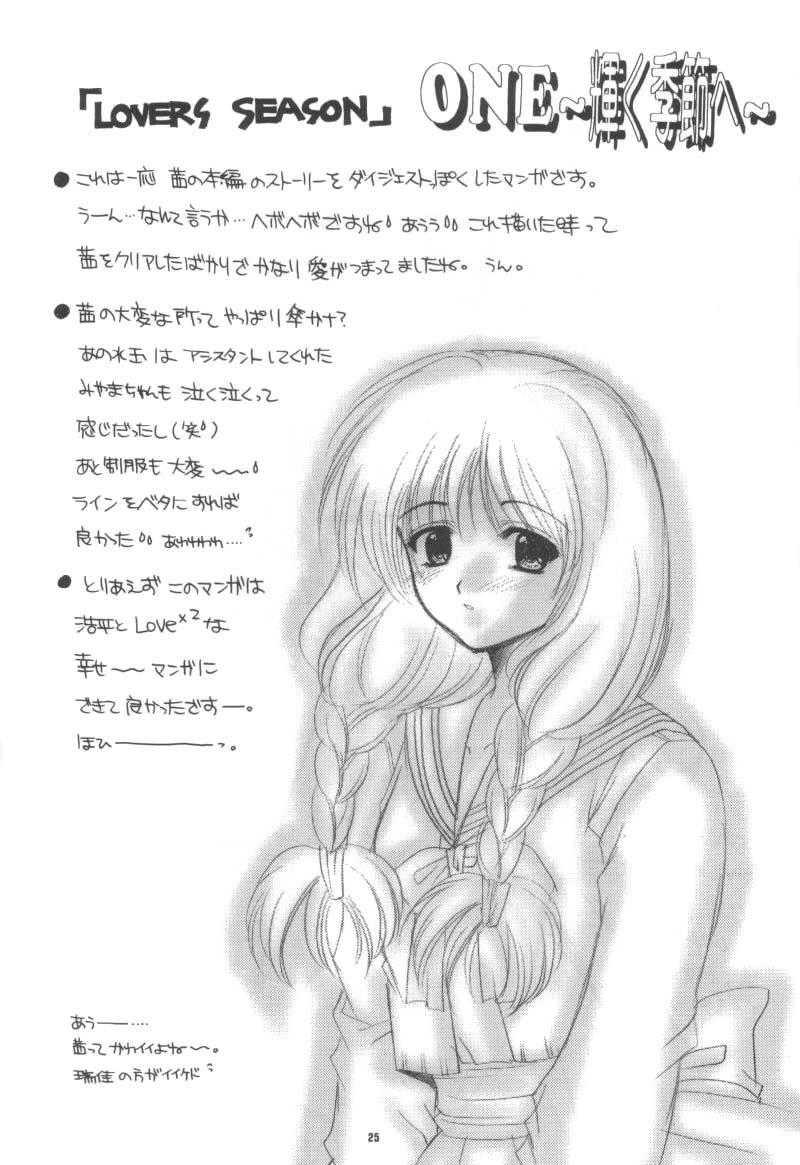 「LOVERS SEASON」 ONE～輝く季節へ～
●これは一応 茜の本編のストーリーをダイジェストっぽくしたマンガです。
うーん…なんて言うか…ヘボヘボですね。あうう。これ描いた時って
茜をクリアしたばかりでかなり愛がつまってましたね。うん。
●茜の大変な所ってやっぱり傘かナ?
あの水玉は アシスタントしてくれた
みやまちゃんも 泣く泣くって
感じだったし(笑)
あと制服も 大変～～。
ラインをベタにすれば
良かった。あわわわわ….?
●とりあえず このマンガは
浩平とLove×2な
幸せ～～マンガに
できて良かったですー。
ほひ———っ。
あうー….
茜ってかわイイよね～。
瑞佳の方がイイケド?
25